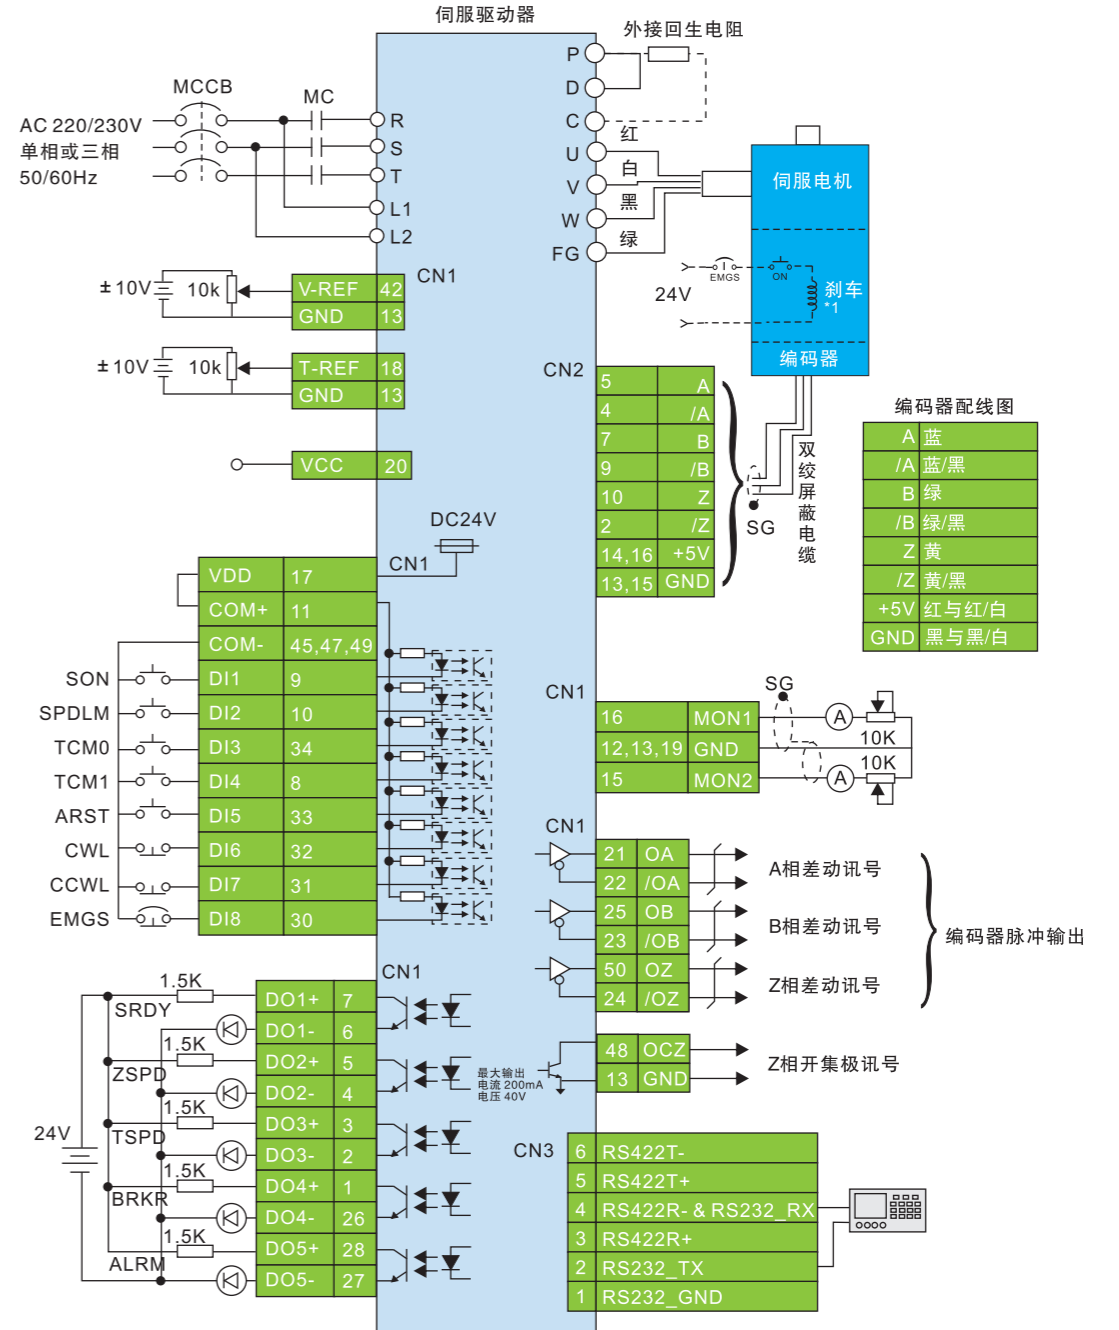 伺服驱动器
外接回生电阻
MCCB
MC
AC 220/230V
单相或三相
50/60Hz
R
S
T
L1
L2
P
D
C
U
V
W
FG
红
白
黑
绿
伺服电机
EMGS
ON
24V
刹车
*1
编码器
CN1
±10V
10k
V-REF 42
GND 13
±10V
10k
T-REF 18
GND 13
VCC 20
CN2
5 A
4 /A
7 B
9 /B
10 Z
2 /Z
14,16 +5V
13,15 GND
SG
双绞屏蔽电缆
编码器配线图
A 蓝
/A 蓝/黑
B 绿
/B 绿/黑
Z 黄
/Z 黄/黑
+5V 红与红/白
GND 黑与黑/白
DC24V
CN1
VDD 17
COM+ 11
COM- 45,47,49
SON DI1 9
SPDLM DI2 10
TCM0 DI3 34
TCM1 DI4 8
ARST DI5 33
CWL DI6 32
CCWL DI7 31
EMGS DI8 30
CN1
SG
16 MON1
12,13,19 GND
15 MON2
A
10K
10K
A
CN1
21 OA
22 /OA
A相差动讯号
25 OB
23 /OB
B相差动讯号
50 OZ
24 /OZ
Z相差动讯号
编码器脉冲输出
48 OCZ
13 GND
Z相开集极讯号
最大输出
电流 200mA
电压 40V
CN1
24V
1.5K
SRDY
DO1+ 7
DO1- 6
1.5K
ZSPD
DO2+ 5
DO2- 4
1.5K
TSPD
DO3+ 3
DO3- 2
1.5K
BRKR
DO4+ 1
DO4- 26
1.5K
ALRM
DO5+ 28
DO5- 27
CN3
6 RS422T-
5 RS422T+
4 RS422R- & RS232_RX
3 RS422R+
2 RS232_TX
1 RS232_GND